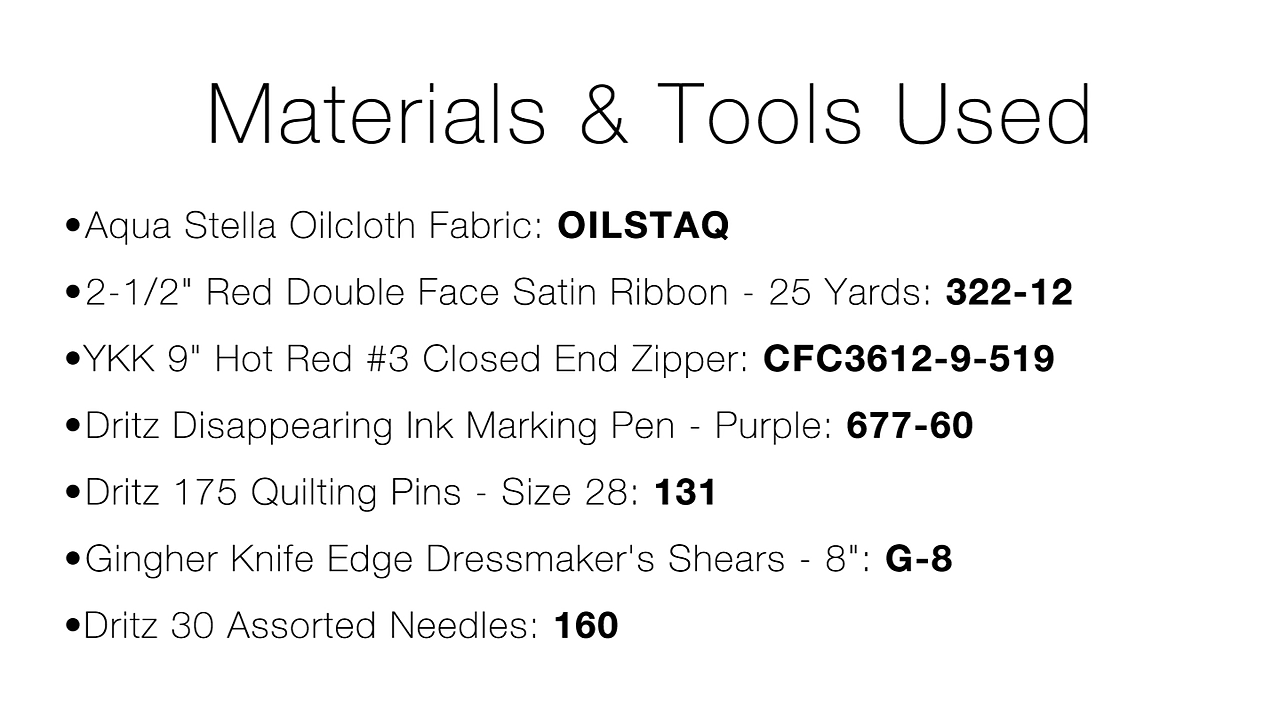 Materials & Tools Used
•Aqua Stella Oilcloth Fabric: OILSTAQ
•2-1/2" Red Double Face Satin Ribbon - 25 Yards: 322-12
•YKK 9" Hot Red #3 Closed End Zipper: CFC3612-9-519
•Dritz Disappearing Ink Marking Pen - Purple: 677-60
•Dritz 175 Quilting Pins - Size 28: 131
•Gingher Knife Edge Dressmaker's Shears - 8": G-8
•Dritz 30 Assorted Needles: 160